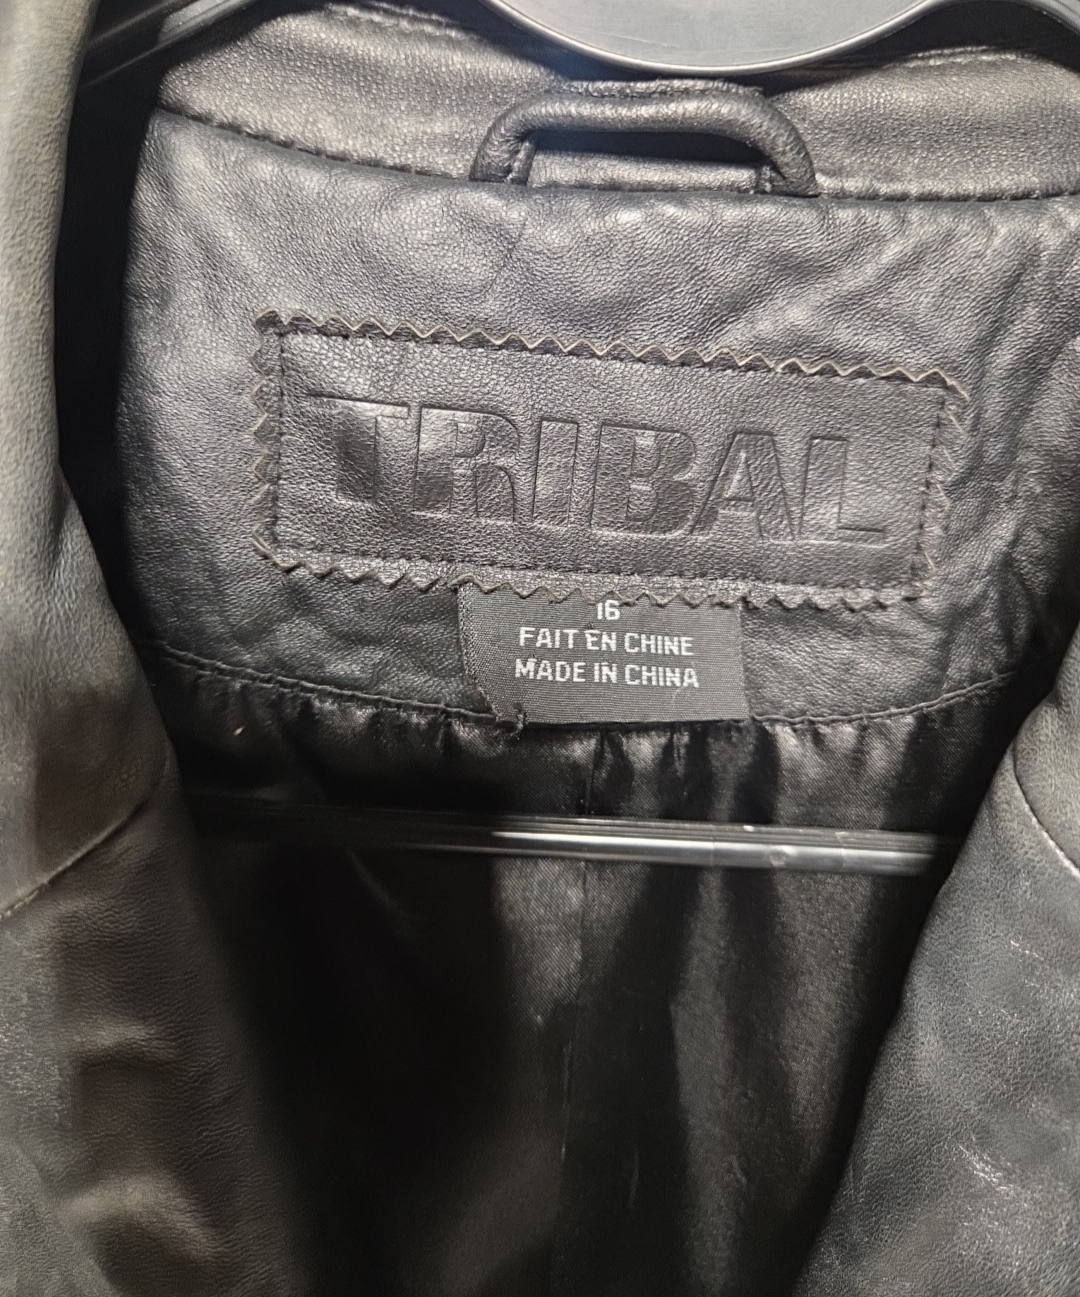 TRIBAL
16
FAIT EN CHINE
MADE IN CHINA